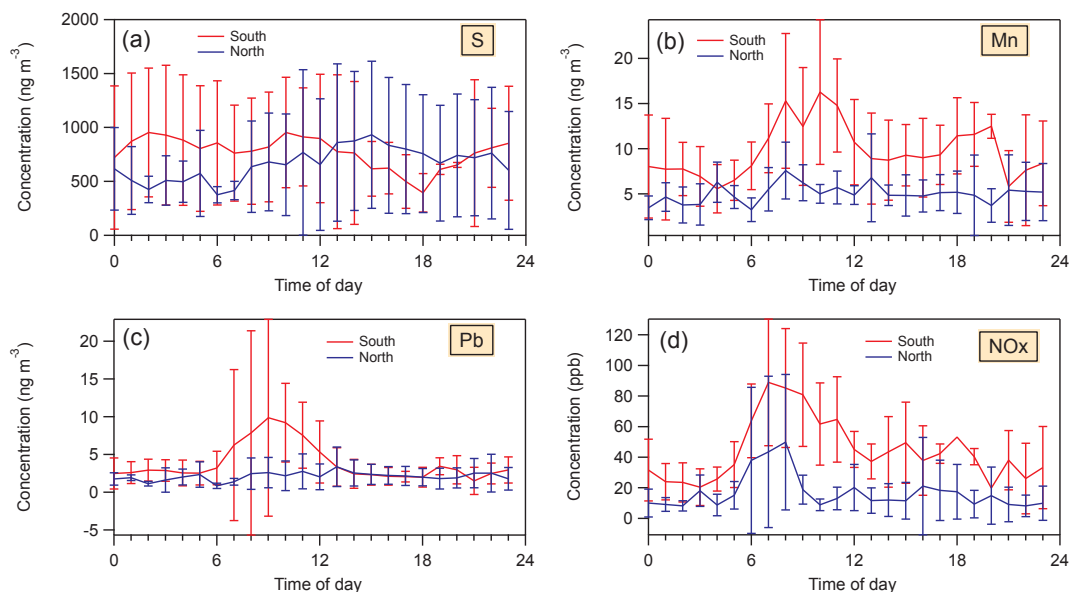 (a)
South
North
S
Concentration (ng m⁻³)
2000
1500
1000
500
0
0
6
12
18
24
Time of day
(b)
South
North
Mn
Concentration (ng m⁻³)
20
15
10
5
0
6
12
18
24
Time of day
(c)
South
North
Pb
Concentration (ng m⁻³)
20
15
10
5
0
-5
0
6
12
18
24
Time of day
(d)
South
North
NOx
Concentration (ppb)
120
100
80
60
40
20
0
0
6
12
18
24
Time of day